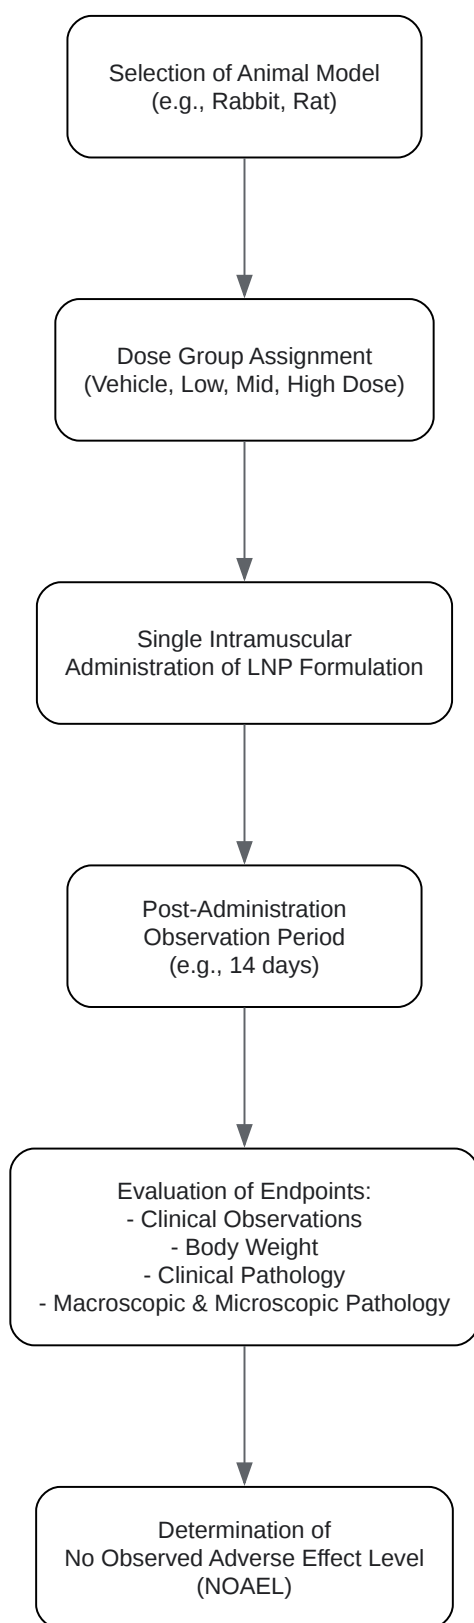 Selection of Animal Model
(e.g., Rabbit, Rat)
Dose Group Assignment
(Vehicle, Low, Mid, High Dose)
Single Intramuscular
Administration of LNP Formulation
Post-Administration
Observation Period
(e.g., 14 days)
Evaluation of Endpoints:
- Clinical Observations
- Body Weight
- Clinical Pathology
- Macroscopic & Microscopic Pathology
Determination of
No Observed Adverse Effect Level
(NOAEL)